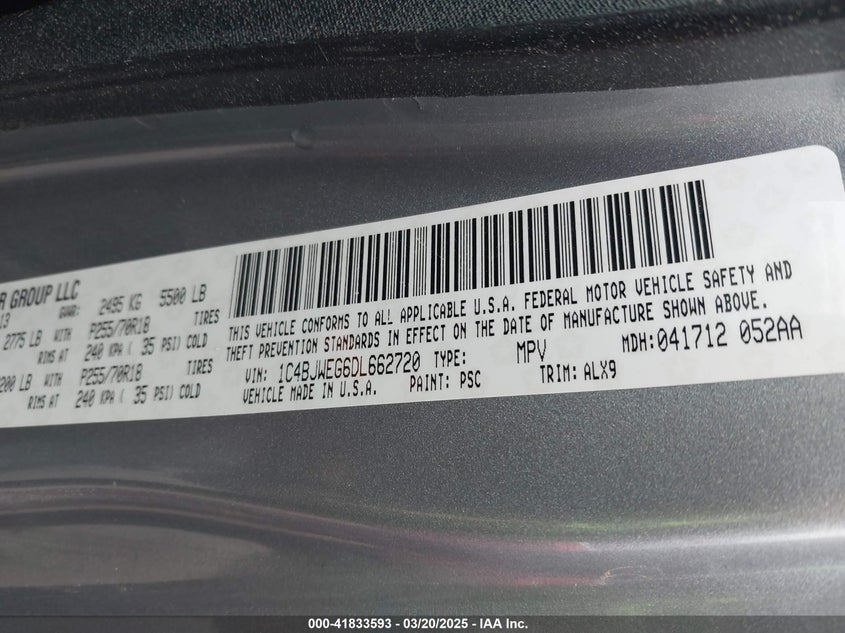 R GROUP LLC
13 GVWR: 2495 KG 5500 LB
2775 LB WITH P255/70R18 TIRES
RIMS AT 240 KPA ( 35 PSI) COLD
200 LB WITH P255/70R18 TIRES
RIMS AT 240 KPA ( 35 PSI) COLD
THIS VEHICLE CONFORMS TO ALL APPLICABLE U.S.A. FEDERAL MOTOR VEHICLE SAFETY AND
THEFT PREVENTION STANDARDS IN EFFECT ON THE DATE OF MANUFACTURE SHOWN ABOVE.
VIN: 1C4BJWEG6DL662720 TYPE: MPV MDH:041712 052AA
VEHICLE MADE IN U.S.A. PAINT: PSC TRIM: ALX9
000-41833593 — 03/20/2025 — IAA Inc.